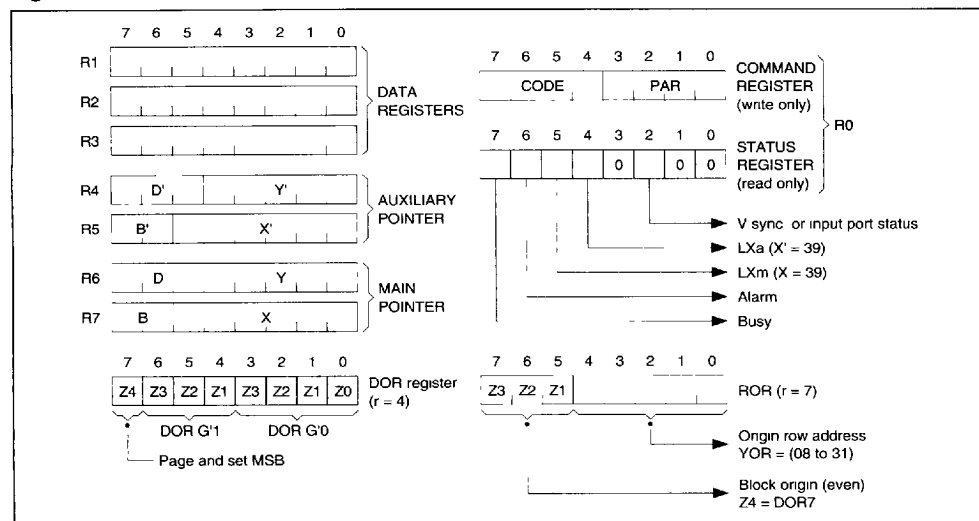 7 6 5 4 3 2 1 0
R1
R2
R3
DATA
REGISTERS
R4 D' Y'
R5 B' X'
AUXILIARY
POINTER
R6 D Y
R7 B X
MAIN
POINTER
7 6 5 4 3 2 1 0
CODE PAR
COMMAND
REGISTER
(write only)
7 6 5 4 3 2 1 0
0 0 0
STATUS
REGISTER
(read only)
R0
V sync or input port status
LXa (X' = 39)
LXm (X = 39)
Alarm
Busy
7 6 5 4 3 2 1 0
Z4 Z3 Z2 Z1 Z3 Z2 Z1 Z0
DOR register
(r = 4)
DOR G'1 DOR G'0
Page and set MSB
7 6 5 4 3 2 1 0
Z3 Z2 Z1
ROR (r = 7)
Origin row address
YOR = (08 to 31)
Block origin (even)
Z4 = DOR7